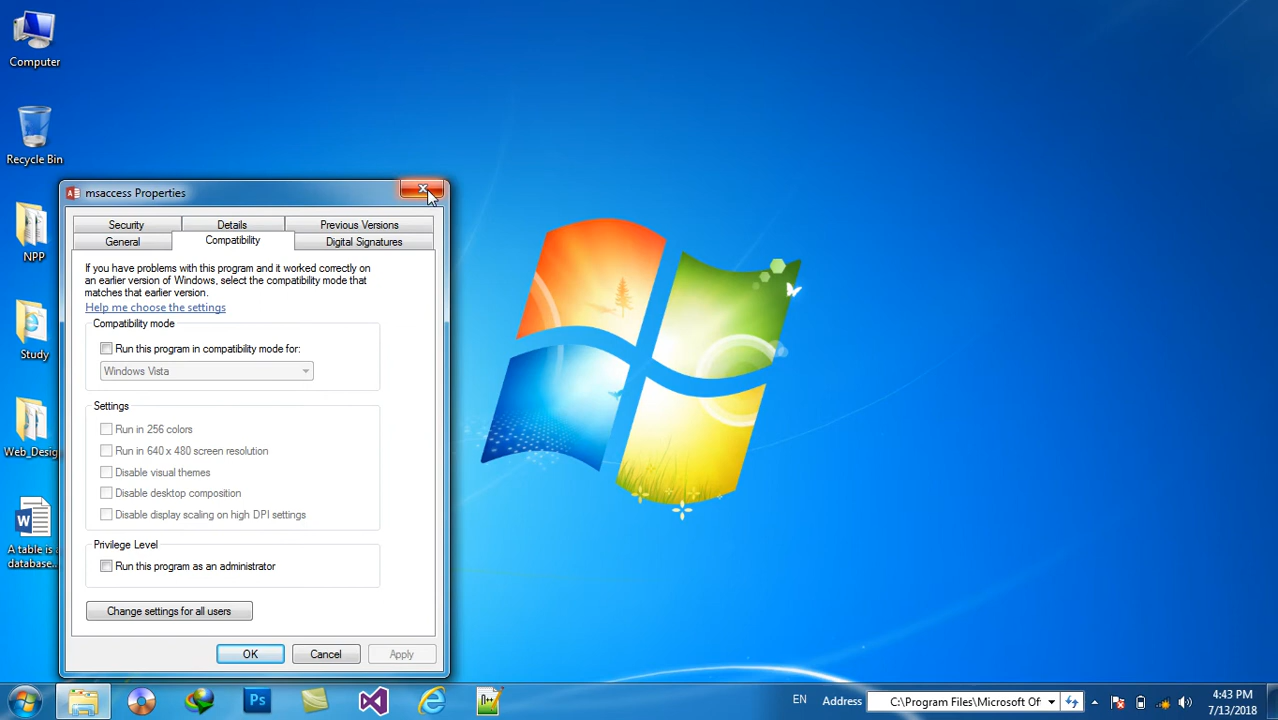 Computer
Recycle Bin
NPP
Study
Web_Desig
A table is
database..
msaccess Properties
Security
Details
Previous Versions
General
Compatibility
Digital Signatures
If you have problems with this program and it worked correctly on
an earlier version of Windows, select the compatibility mode that
matches that earlier version.
Help me choose the settings
Compatibility mode
Run this program in compatibility mode for:
Windows Vista
Settings
Run in 256 colors
Run in 640 x 480 screen resolution
Disable visual themes
Disable desktop composition
Disable display scaling on high DPI settings
Privilege Level
Run this program as an administrator
Change settings for all users
OK
Cancel
Apply
Ps
EN
Address
C:\Program Files\Microsoft Of
4:43 PM
7/13/2018